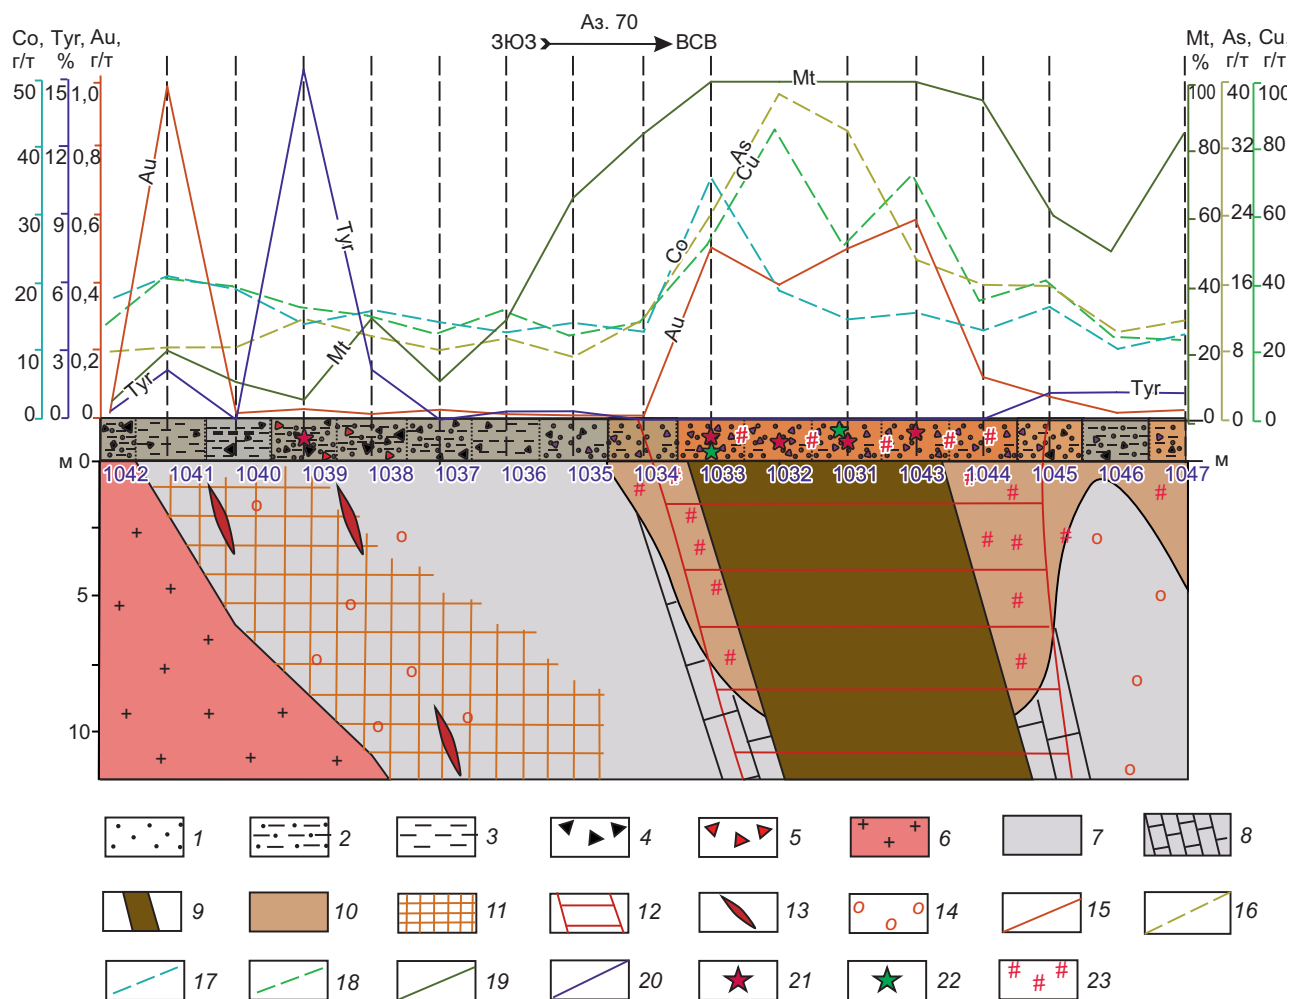 Аз. 70
ЗЮЗ ВСВ
Co, г/т
Tyr, %
Au, г/т
Mt, %
As, г/т
Cu, г/т
50 15 1,0
40 12 0,8
30 9 0,6
20 6 0,4
10 3 0,2
0 0 0
100 40 100
80 32 80
60 24 60
40 16 40
20 8 20
0 0 0
Mt
Au
Tyr
As
Cu
Co
Au
Mt
Tyr
Tyr
м 0
м
1042 1041 1040 1039 1038 1037 1036 1035 1034 1033 1032 1031 1043 1044 1045 1046 1047
5
10
1 2 3 4 5 6 7 8
9 10 11 12 13 14 15 16
17 18 19 20 21 22 23